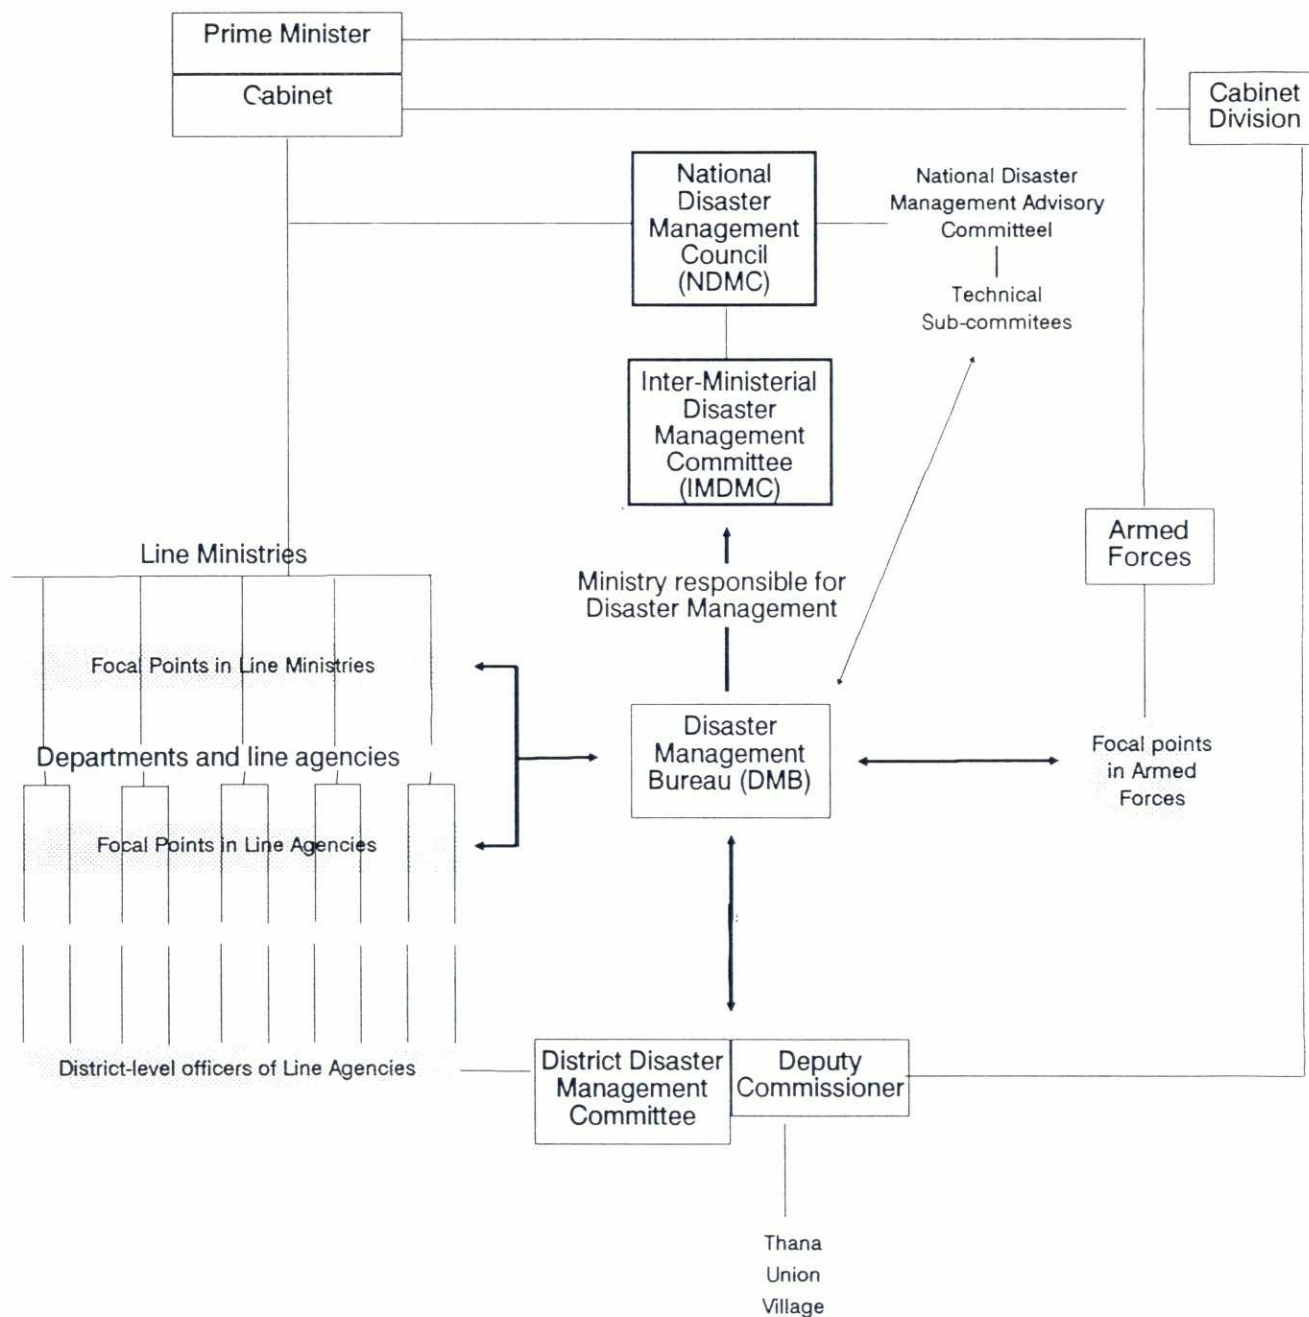 Prime Minister
Cabinet
Cabinet
Division
National
Disaster
Management
Council
(NDMC)
National Disaster
Management Advisory
Committeel
Technical
Sub-commitees
Inter-Ministerial
Disaster
Management
Committee
(IMDMC)
Armed
Forces
Line Ministries
Ministry responsible for
Disaster Management
Focal Points in Line Ministries
Disaster
Management
Bureau (DMB)
Departments and line agencies
Focal points
in Armed
Forces
Focal Points in Line Agencies
District-level officers of Line Agencies
District Disaster
Management
Committee
Deputy
Commissioner
Thana
Union
Village